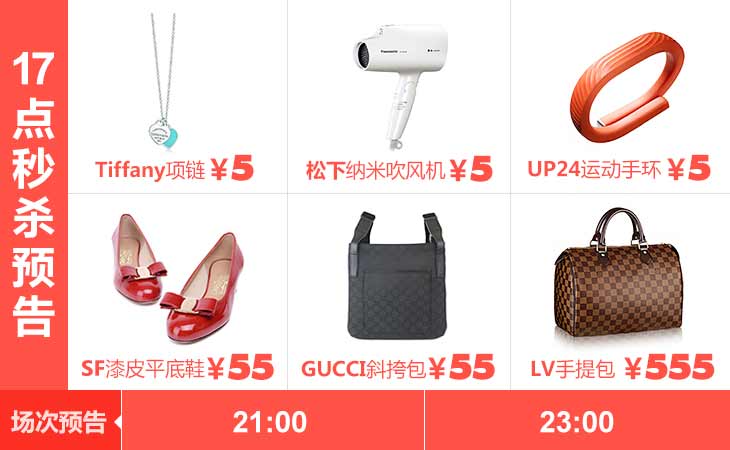 17点秒杀预告
Tiffany项链 ¥5
Panasonic
松下纳米吹风机 ¥5
UP24运动手环 ¥5
SF漆皮平底鞋 ¥55
GUCCI斜挎包 ¥55
LV手提包 ¥555
场次预告
21:00
23:00